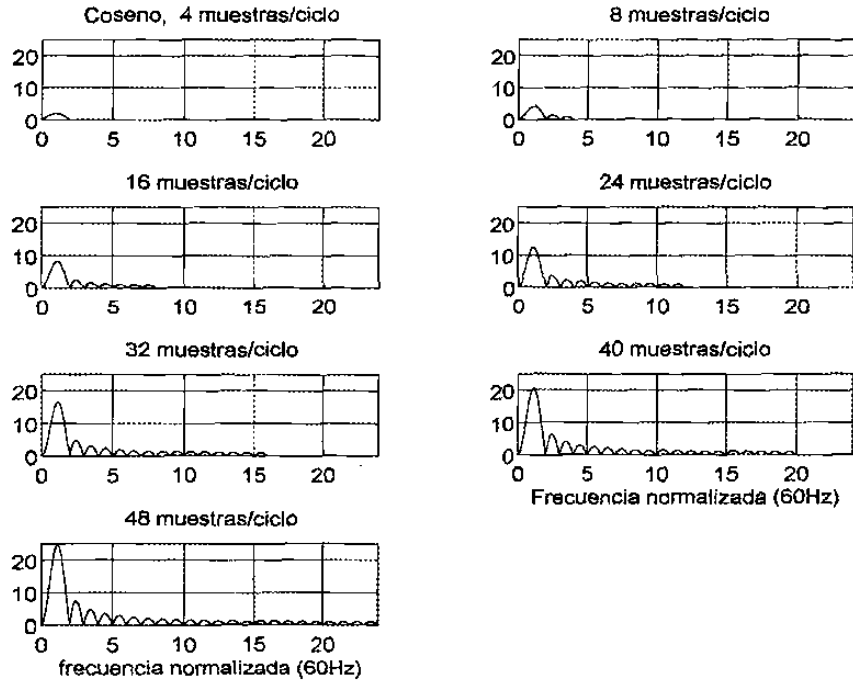 Coseno, 4 muestras/ciclo
20
10
0
0 5 10 15 20
8 muestras/ciclo
20
10
0
0 5 10 15 20
16 muestras/ciclo
20
10
0
0 5 10 15 20
24 muestras/ciclo
20
10
0
0 5 10 15 20
32 muestras/ciclo
20
10
0
0 5 10 15 20
40 muestras/ciclo
20
10
0
0 5 10 15 20
Frecuencia normalizada (60Hz)
48 muestras/ciclo
20
10
0
0 5 10 15 20
frecuencia normalizada (60Hz)